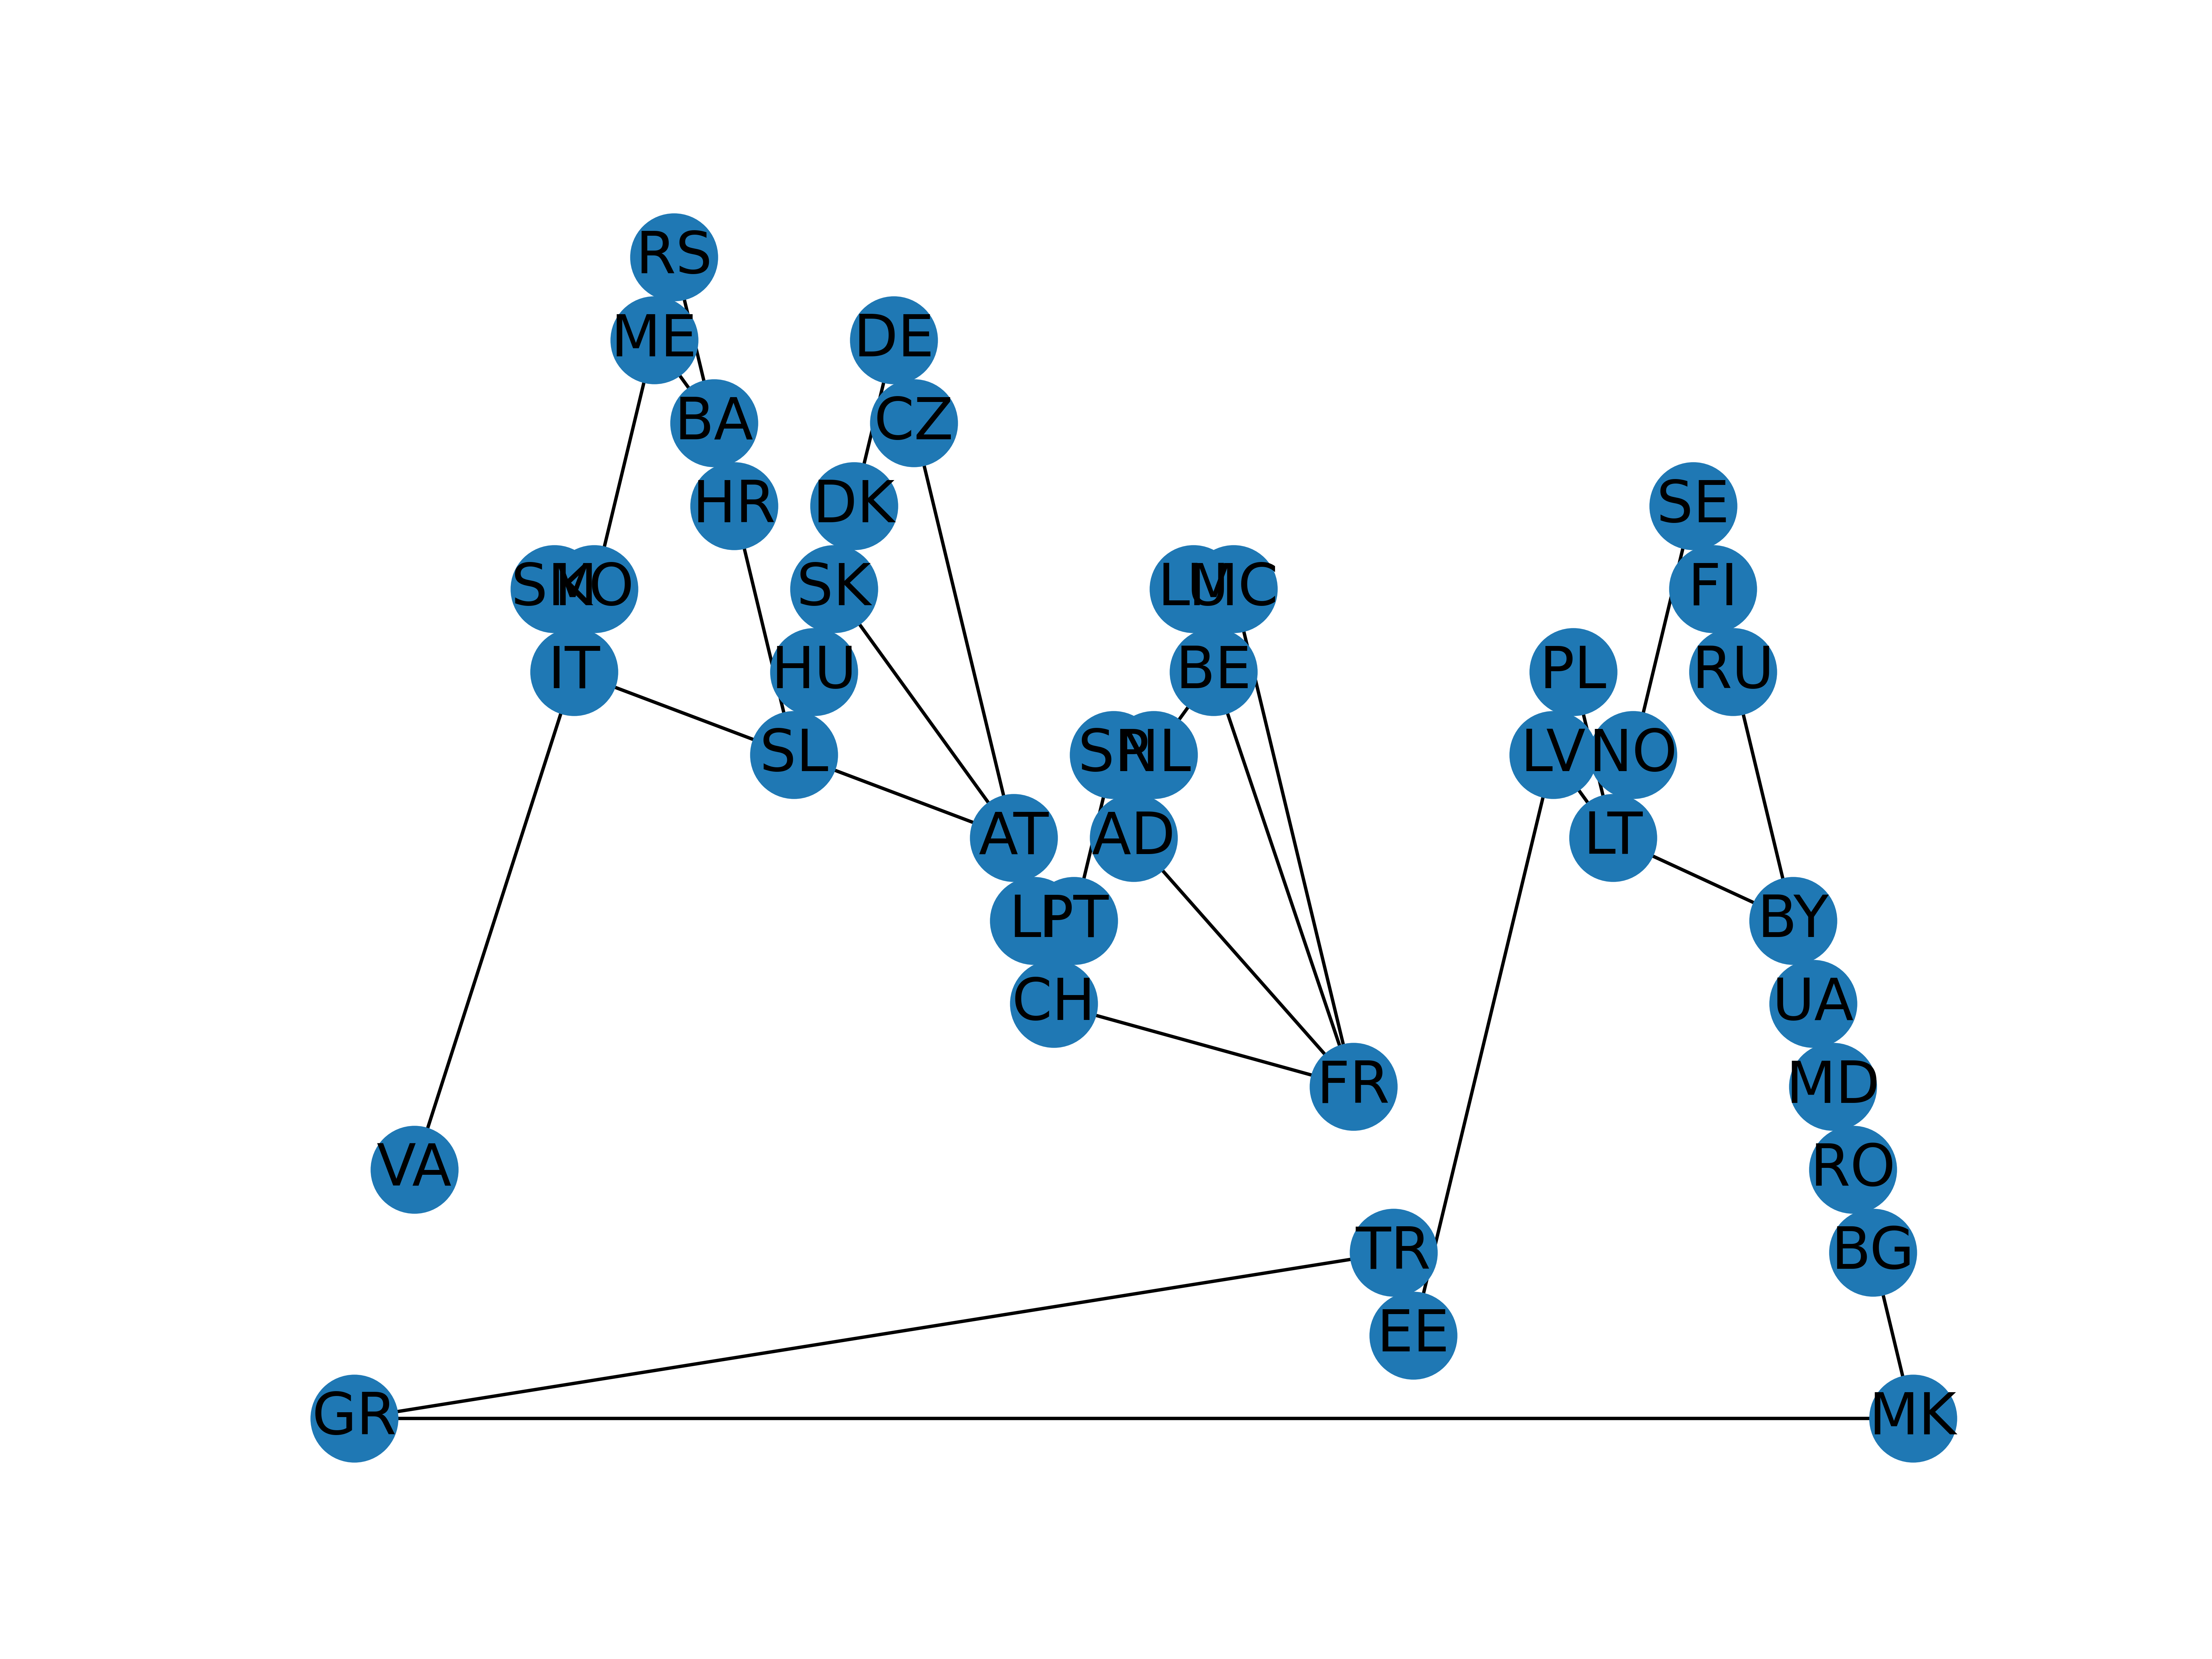 RS
ME
DE
BA
CZ
HR
DK
SE
SM
KO
SK
LU
MC
FI
IT
HU
BE
PL
RU
SL
SP
NL
LV
NO
AT
AD
LT
LI
PT
BY
CH
UA
FR
MD
VA
RO
TR
BG
EE
GR
MK